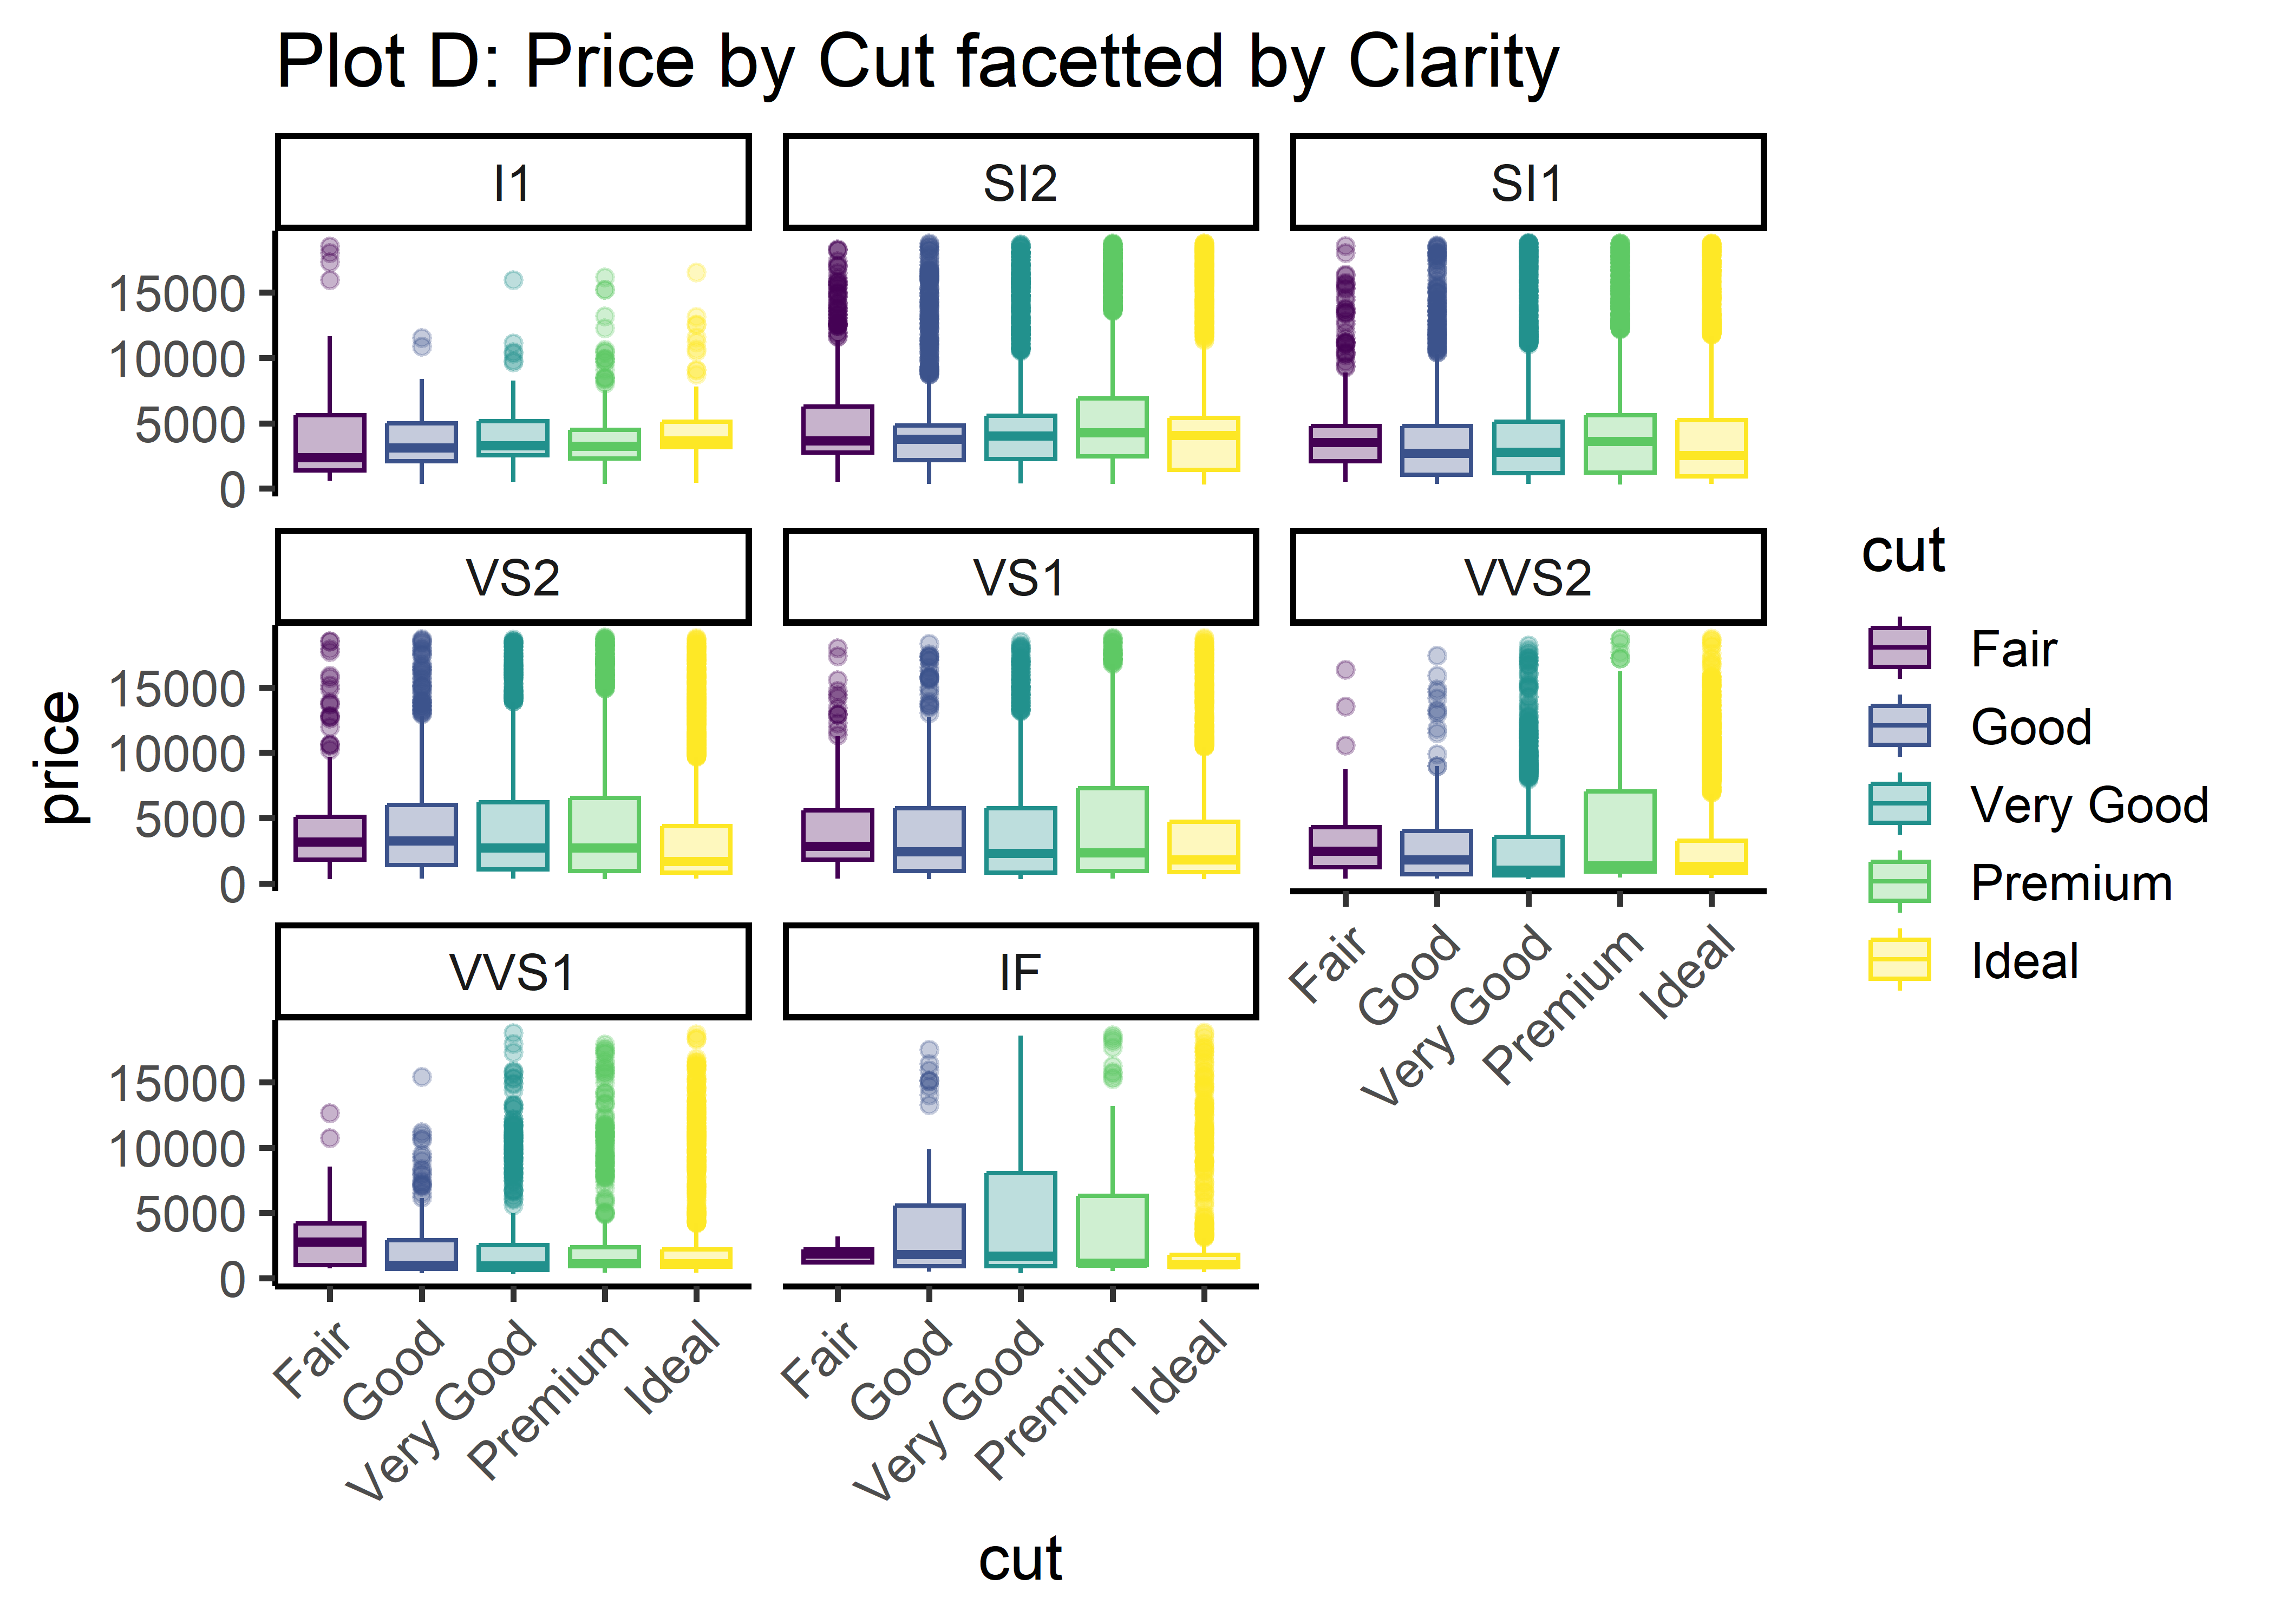 Plot D: Price by Cut facetted by Clarity
I1
SI2
SI1
15000
10000
5000
0
VS2
VS1
VVS2
15000
10000
5000
0
Fair
Good
Very Good
Premium
Ideal
VVS1
IF
15000
10000
5000
0
Fair
Good
Very Good
Premium
Ideal
Fair
Good
Very Good
Premium
Ideal
price
cut
cut
Fair
Good
Very Good
Premium
Ideal